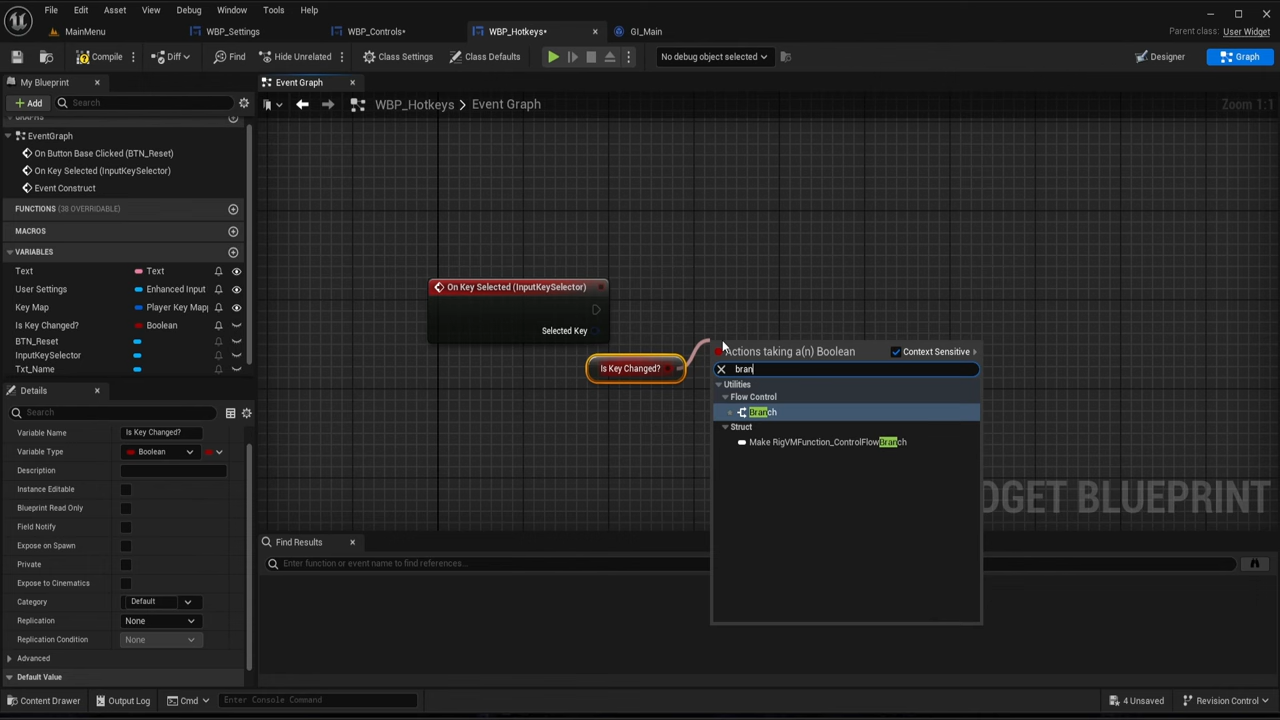 File Edit Asset View Debug Window Tools Help
MainMenu WBP_Settings WBP_Controls* WBP_Hotkeys* GI_Main Parent class: User Widget
Compile Diff Find Hide Unrelated Class Settings Class Defaults No debug object selected Designer Graph
My Blueprint Event Graph
Add Search WBP_Hotkeys > Event Graph Zoom 1:1
GRAPHS
EventGraph
On Button Base Clicked (BTN_Reset)
On Key Selected (InputKeySelector)
Event Construct
FUNCTIONS (38 OVERRIDABLE)
MACROS
VARIABLES
Text Text
User Settings Enhanced Input
Key Map Player Key Mapp
Is Key Changed? Boolean
BTN_Reset
InputKeySelector
Txt_Name
On Key Selected (InputKeySelector)
Selected Key
Is Key Changed?
Actions taking a(n) Boolean Context Sensitive
bran
Utilities
Flow Control
Branch
Struct
Make RigVMFunction_ControlFlowBranch
DGET BLUEPRINT
Details
Search
Variable Name Is Key Changed?
Variable Type Boolean
Description
Instance Editable
Blueprint Read Only
Field Notify
Expose on Spawn
Private
Expose to Cinematics
Category Default
Replication None
Replication Condition None
Advanced
Default Value
Find Results
Enter function or event name to find references...
Content Drawer Output Log Cmd Enter Console Command 4 Unsaved Revision Control